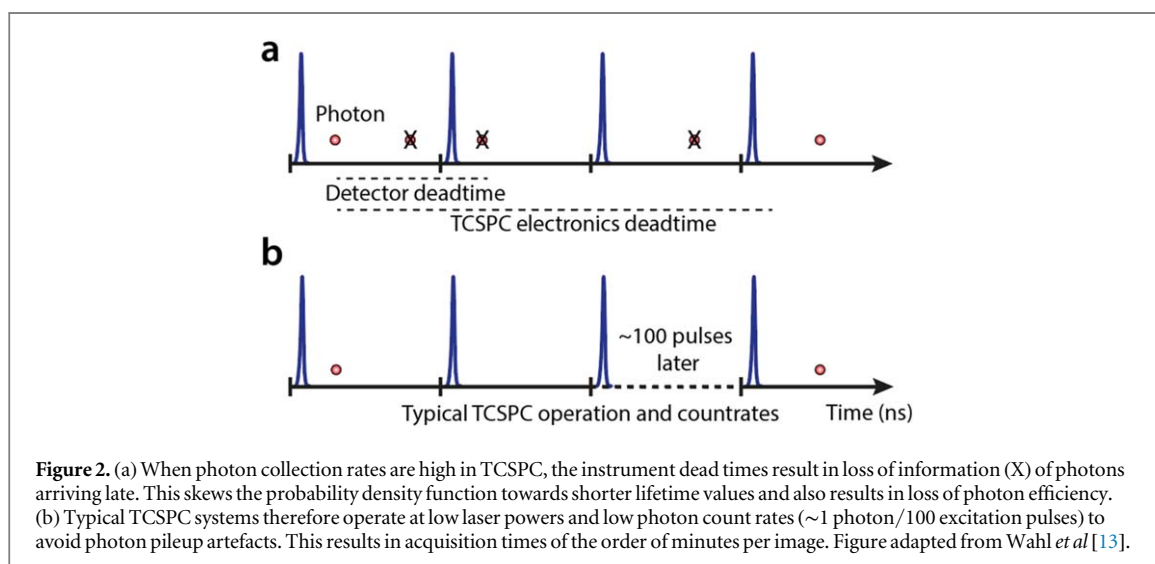 a
Photon
X X X
Detector deadtime
TCSPC electronics deadtime
b
~100 pulses
later
Typical TCSPC operation and countrates Time (ns)
Figure 2. (a) When photon collection rates are high in TCSPC, the instrument dead times result in loss of information (X) of photons
arriving late. This skews the probability density function towards shorter lifetime values and also results in loss of photon efficiency.
(b) Typical TCSPC systems therefore operate at low laser powers and low photon count rates (~1 photon/100 excitation pulses) to
avoid photon pileup artefacts. This results in acquisition times of the order of minutes per image. Figure adapted from Wahl et al [13].